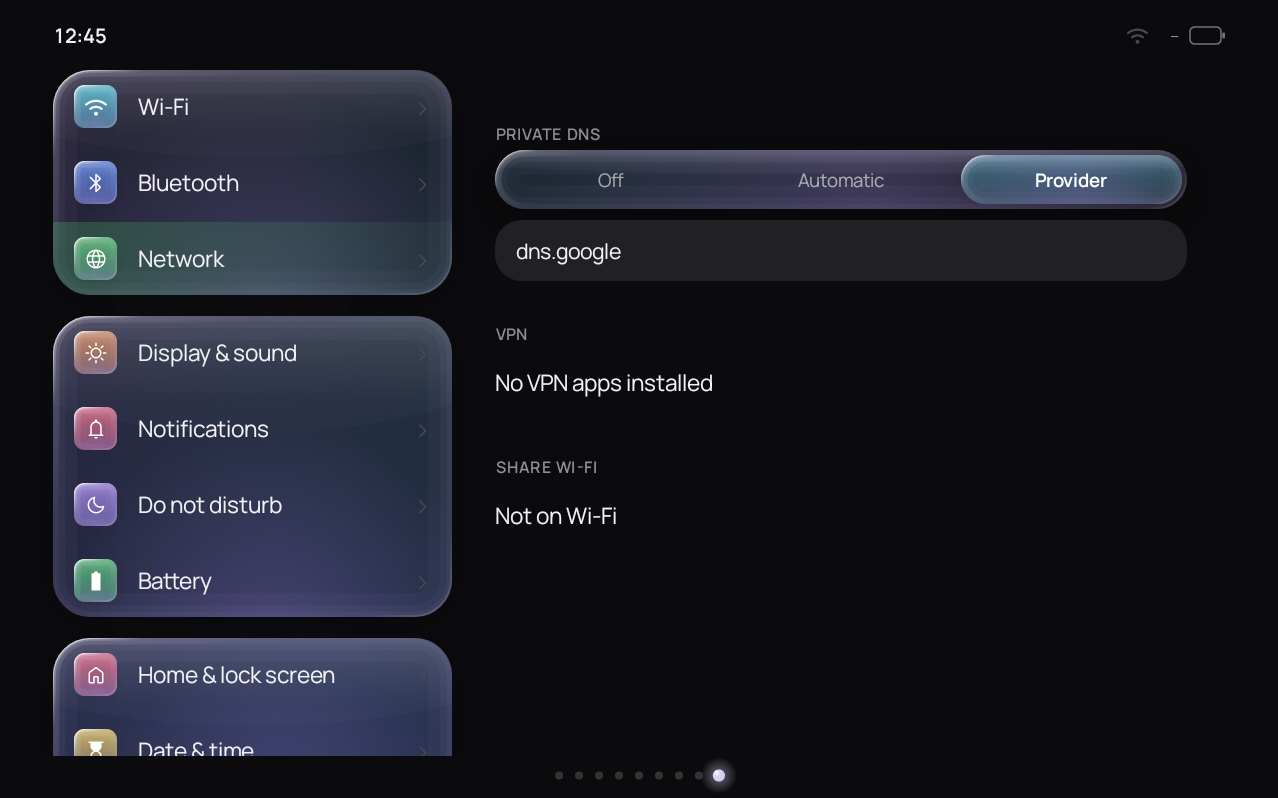 12:45
Wi-Fi
Bluetooth
Network
Display & sound
Notifications
Do not disturb
Battery
Home & lock screen
Date & time
PRIVATE DNS
Off
Automatic
Provider
dns.google
VPN
No VPN apps installed
SHARE WI-FI
Not on Wi-Fi